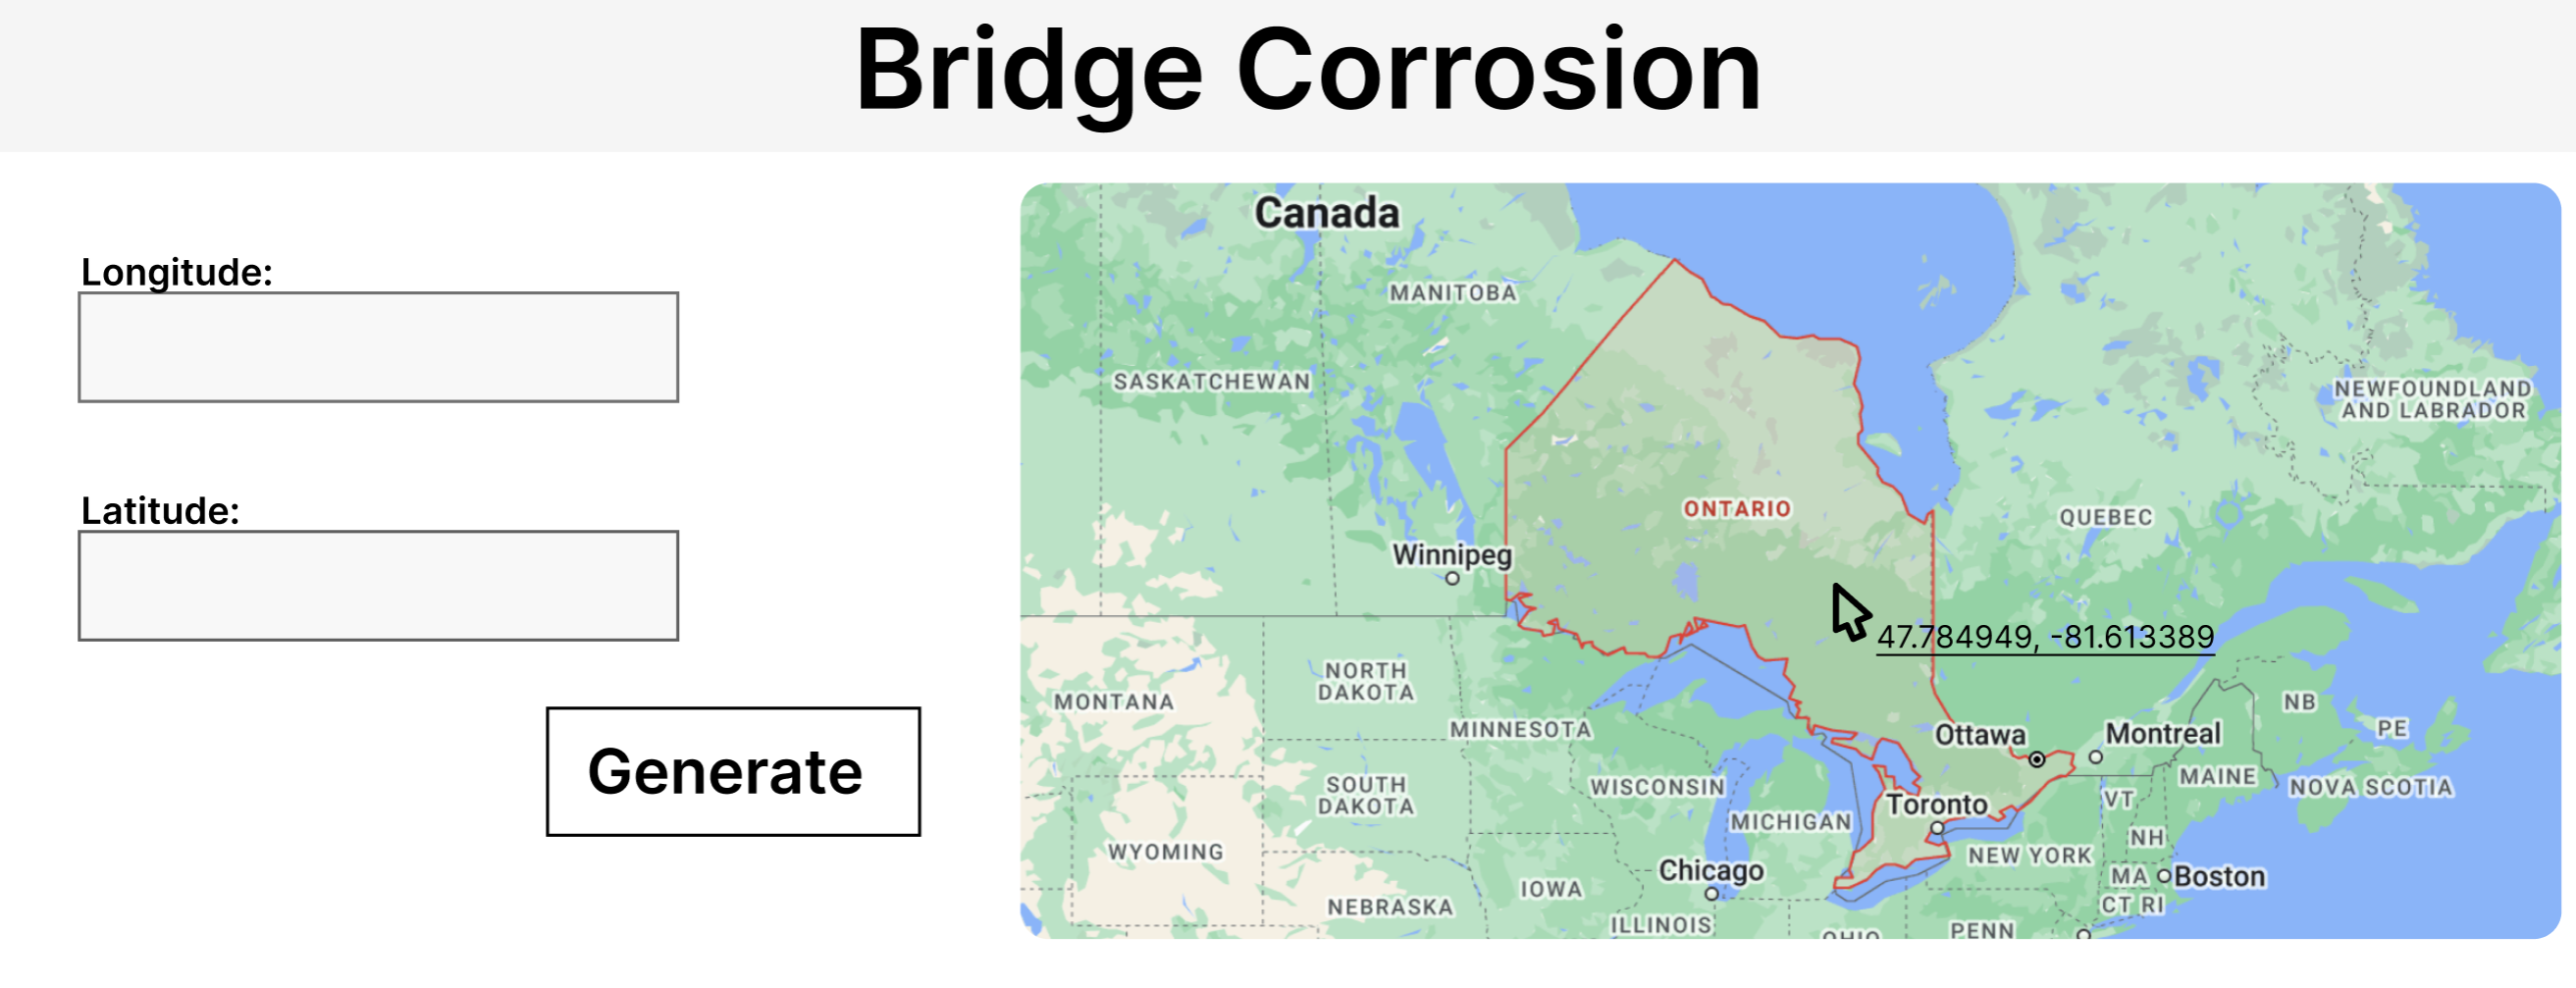 Bridge Corrosion
Longitude:
Latitude:
Generate
Canada
MANITOBA
SASKATCHEWAN
NEWFOUNDLAND
AND LABRADOR
ONTARIO
QUEBEC
Winnipeg
47.784949, -81.613389
NORTH
DAKOTA
MONTANA
MINNESOTA
NB
PE
Ottawa
Montreal
MAINE
NOVA SCOTIA
WISCONSIN
SOUTH
DAKOTA
VT
Toronto
MICHIGAN
NH
WYOMING
NEW YORK
Chicago
MA
Boston
IOWA
CT RI
NEBRASKA
ILLINOIS
OHIO
PENN